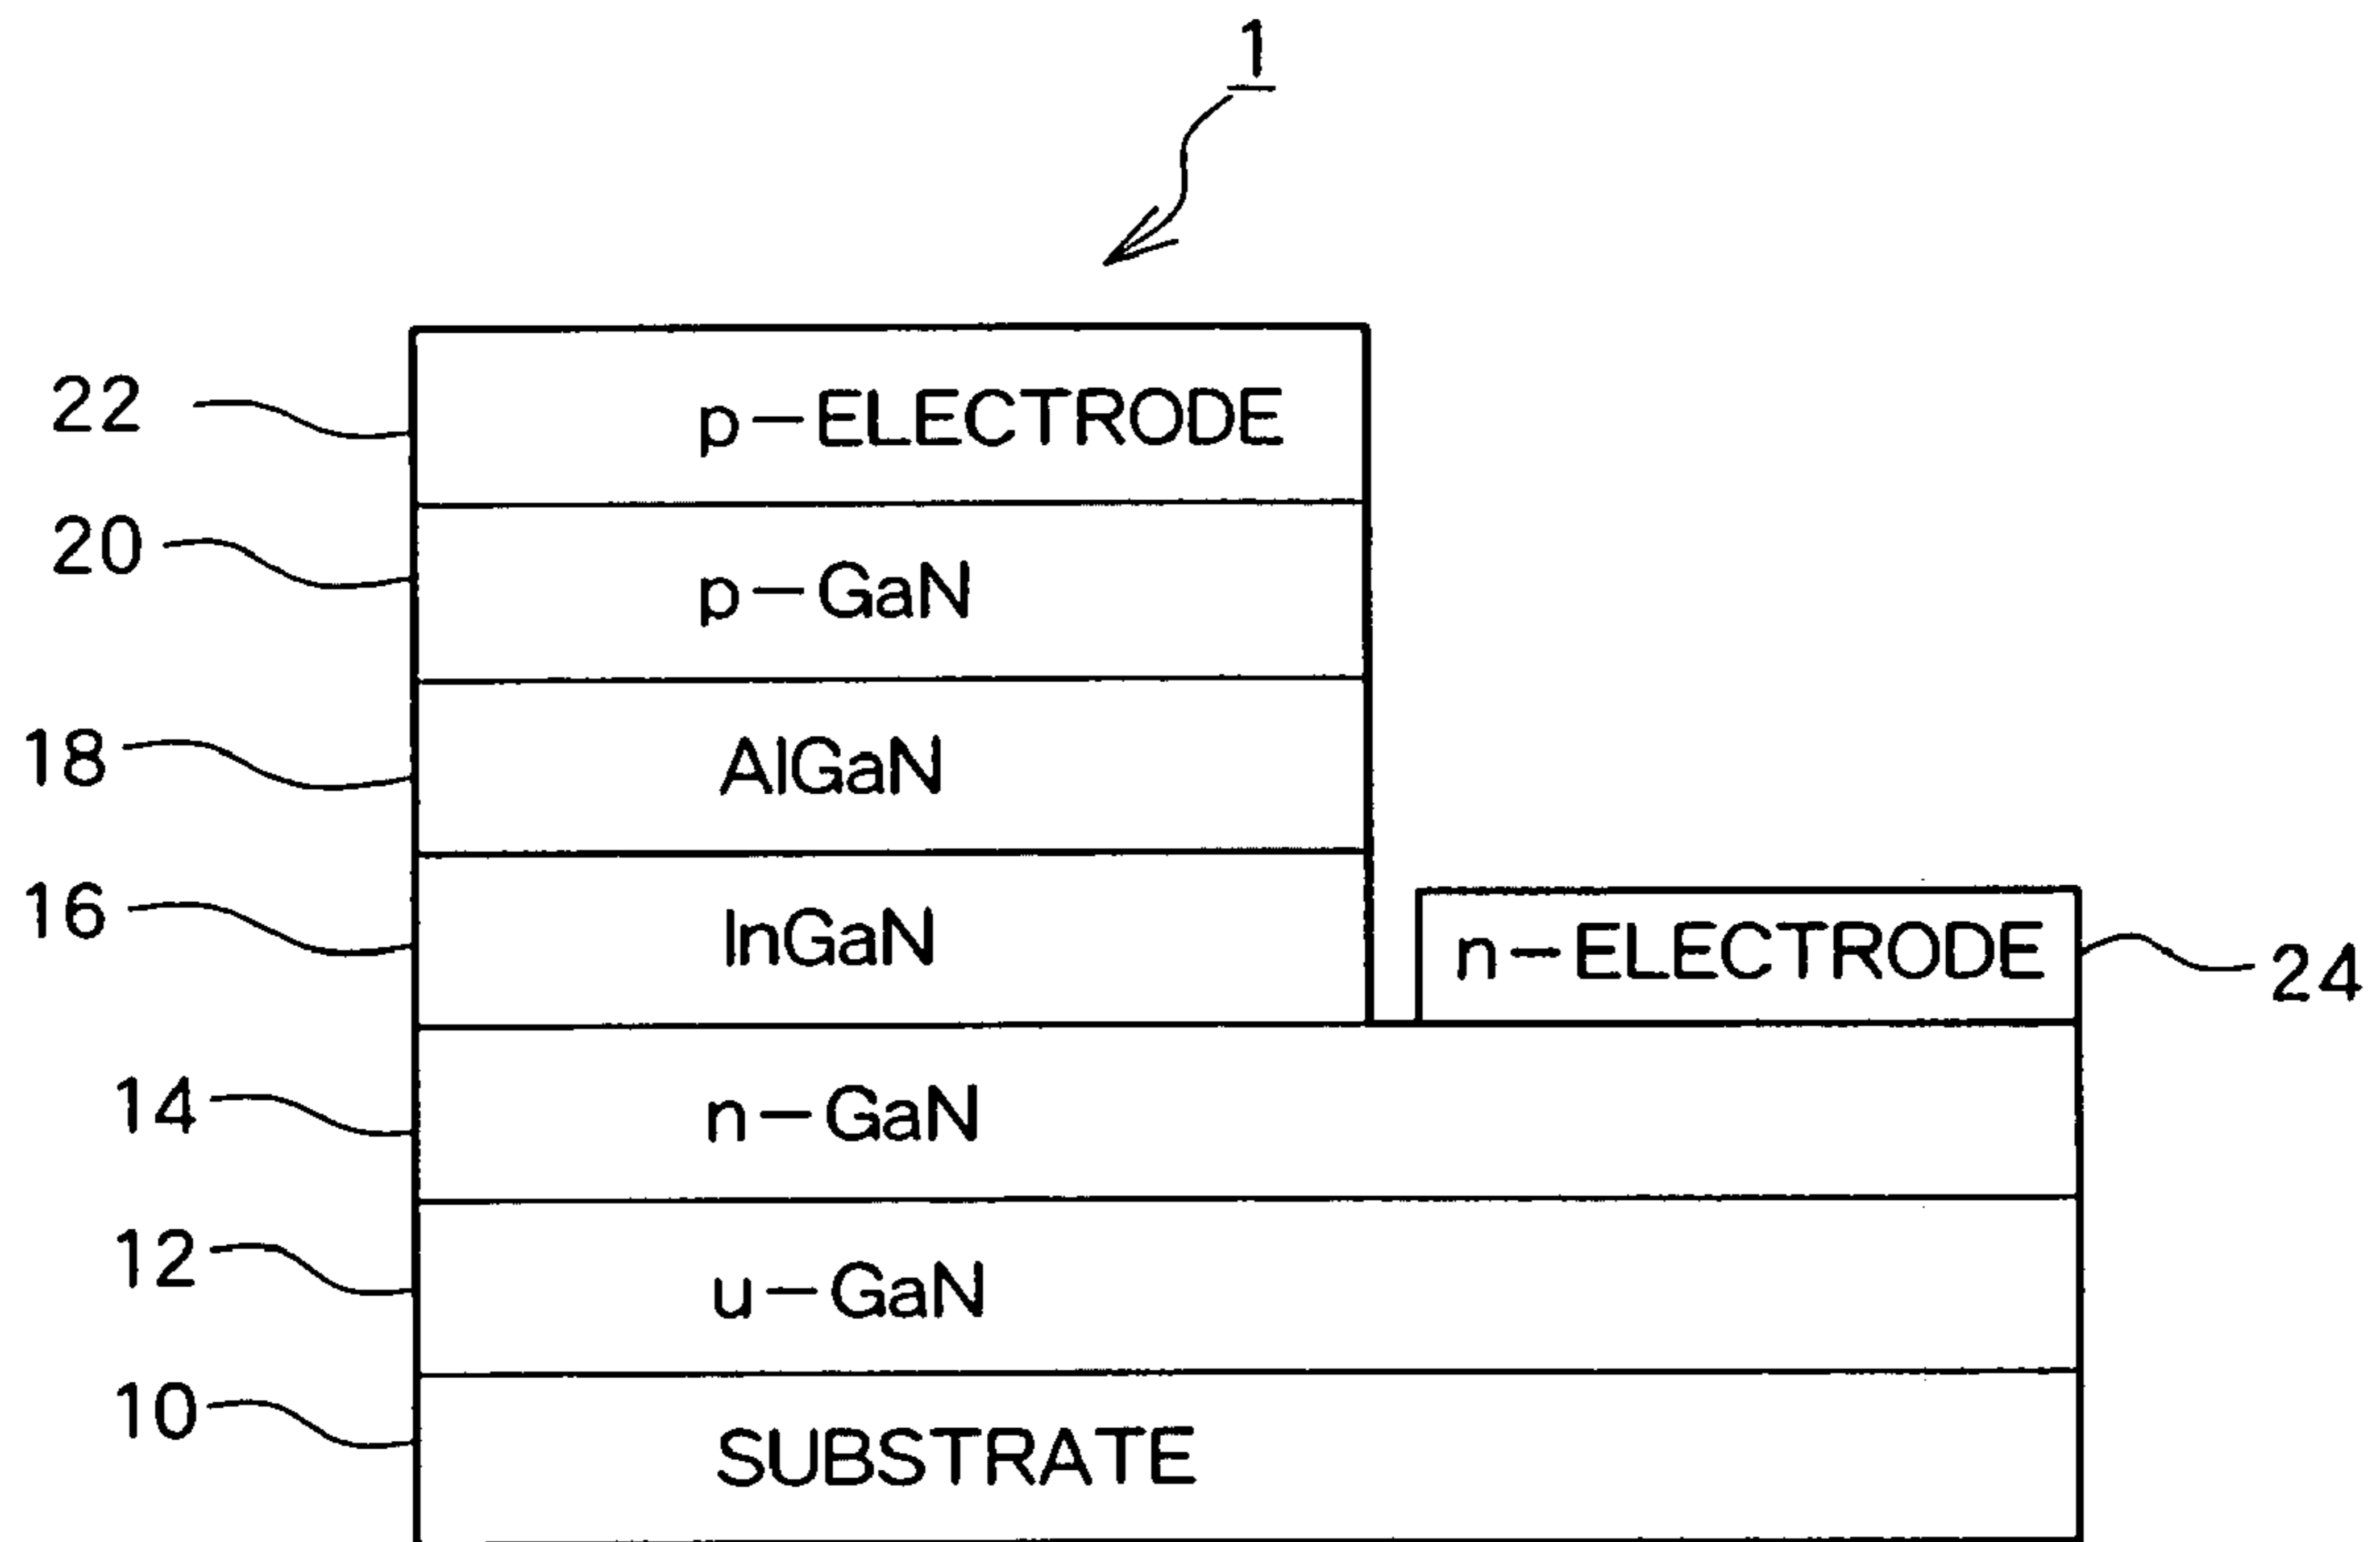 1
22 p-ELECTRODE
20 p-GaN
18 AlGaN
16 InGaN
n-ELECTRODE 24
14 n-GaN
12 u-GaN
10 SUBSTRATE